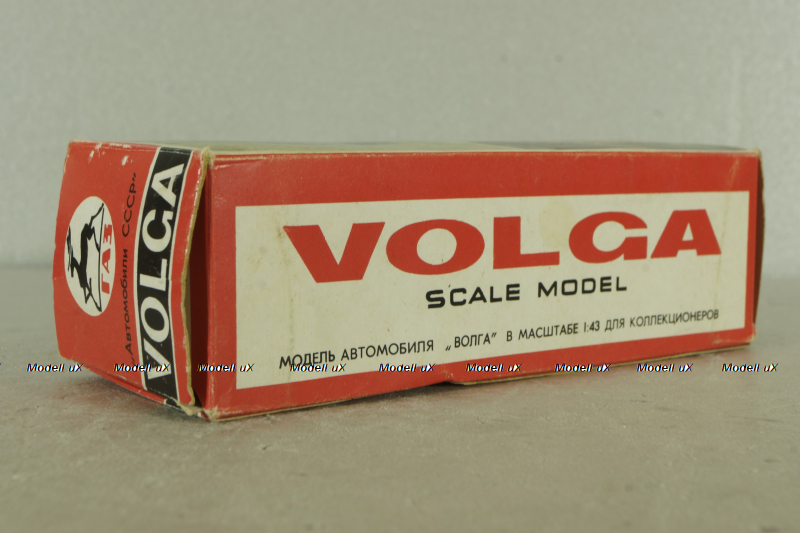 ГАЗ
„Автомобили СССР”
VOLGA
VOLGA
SCALE MODEL
МОДЕЛЬ АВТОМОБИЛЯ „ВОЛГА” В МАСШТАБЕ 1:43 ДЛЯ КОЛЛЕКЦИОНЕРОВ
Modell uX Modell uX Modell uX Modell uX Modell uX Modell uX Modell uX Modell uX Modell uX